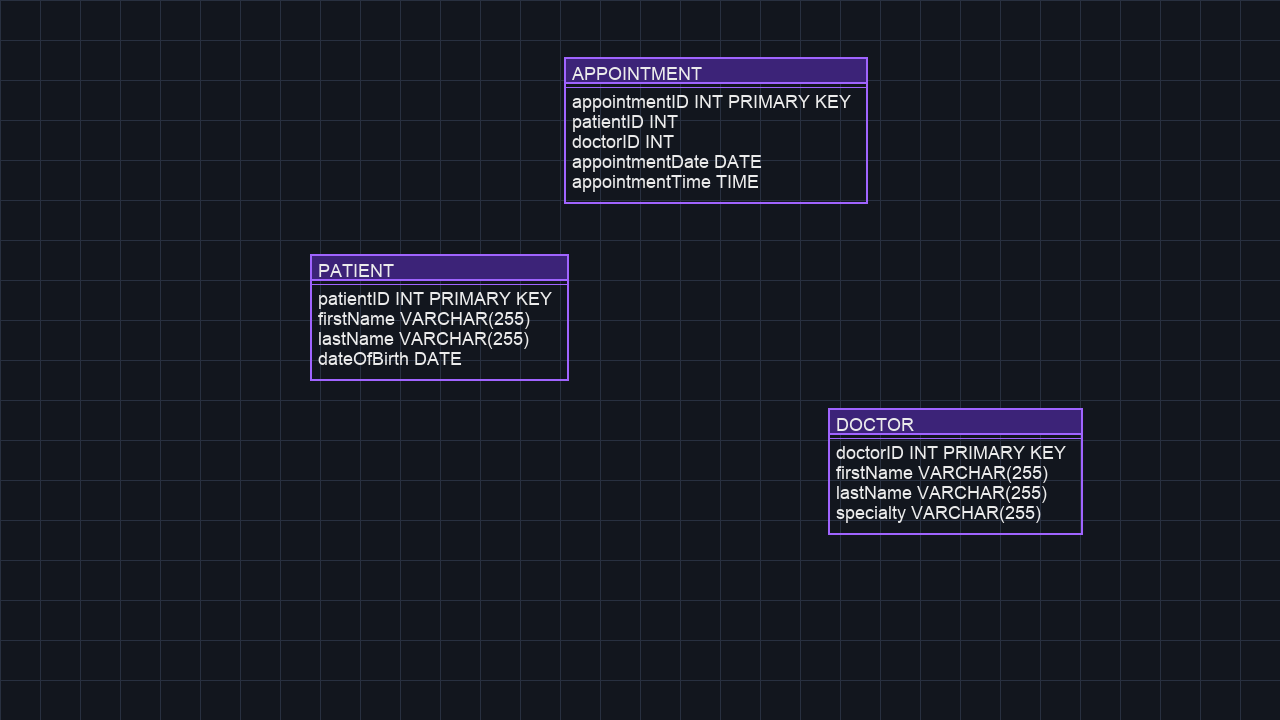 APPOINTMENT
appointmentID INT PRIMARY KEY
patientID INT
doctorID INT
appointmentDate DATE
appointmentTime TIME
PATIENT
patientID INT PRIMARY KEY
firstName VARCHAR(255)
lastName VARCHAR(255)
dateOfBirth DATE
DOCTOR
doctorID INT PRIMARY KEY
firstName VARCHAR(255)
lastName VARCHAR(255)
specialty VARCHAR(255)